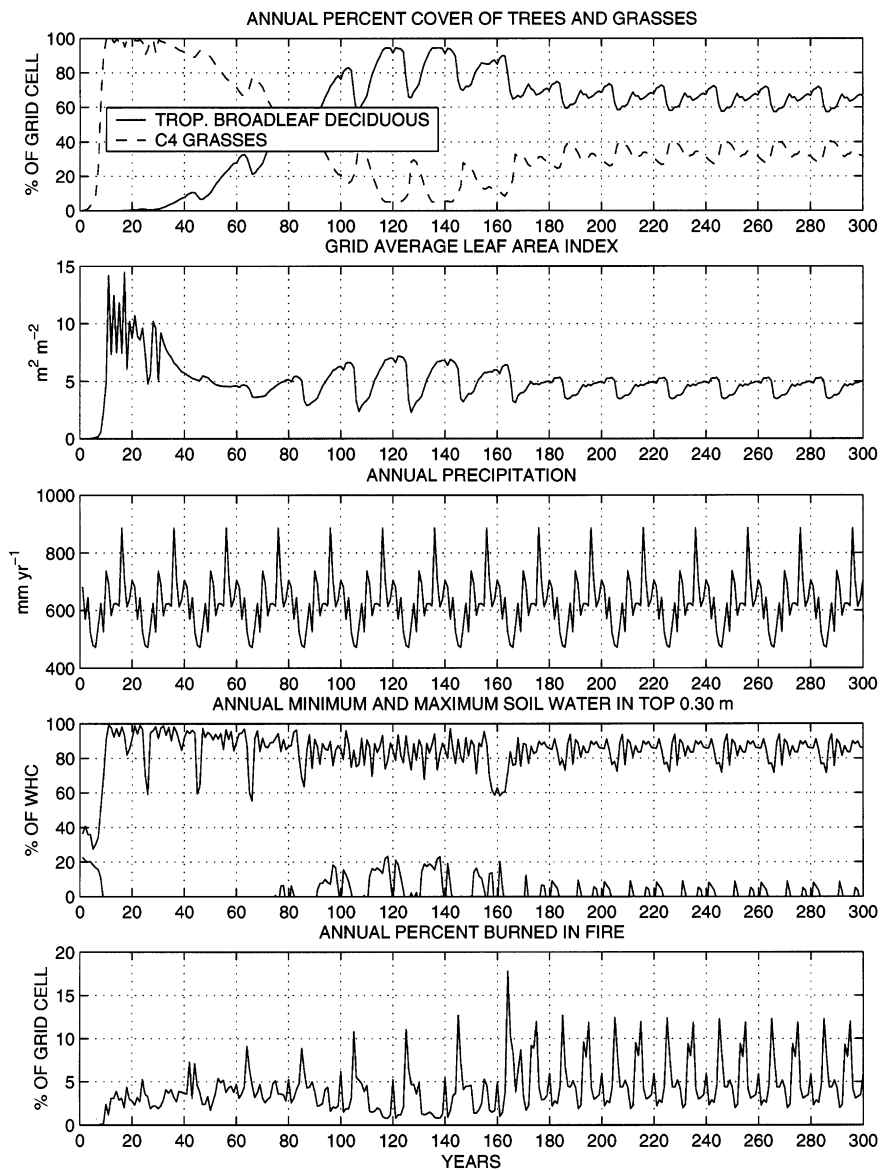 ANNUAL PERCENT COVER OF TREES AND GRASSES
% OF GRID CELL
100
80
60
40
20
0
TROP. BROADLEAF DECIDUOUS
C4 GRASSES
0 20 40 60 80 100 120 140 160 180 200 220 240 260 280 300
GRID AVERAGE LEAF AREA INDEX
m² m⁻²
15
10
5
0
0 20 40 60 80 100 120 140 160 180 200 220 240 260 280 300
ANNUAL PRECIPITATION
mm yr⁻¹
1000
800
600
400
0 20 40 60 80 100 120 140 160 180 200 220 240 260 280 300
ANNUAL MINIMUM AND MAXIMUM SOIL WATER IN TOP 0.30 m
% OF WHC
100
80
60
40
20
0
0 20 40 60 80 100 120 140 160 180 200 220 240 260 280 300
ANNUAL PERCENT BURNED IN FIRE
% OF GRID CELL
20
15
10
5
0
0 20 40 60 80 100 120 140 160 180 200 220 240 260 280 300
YEARS